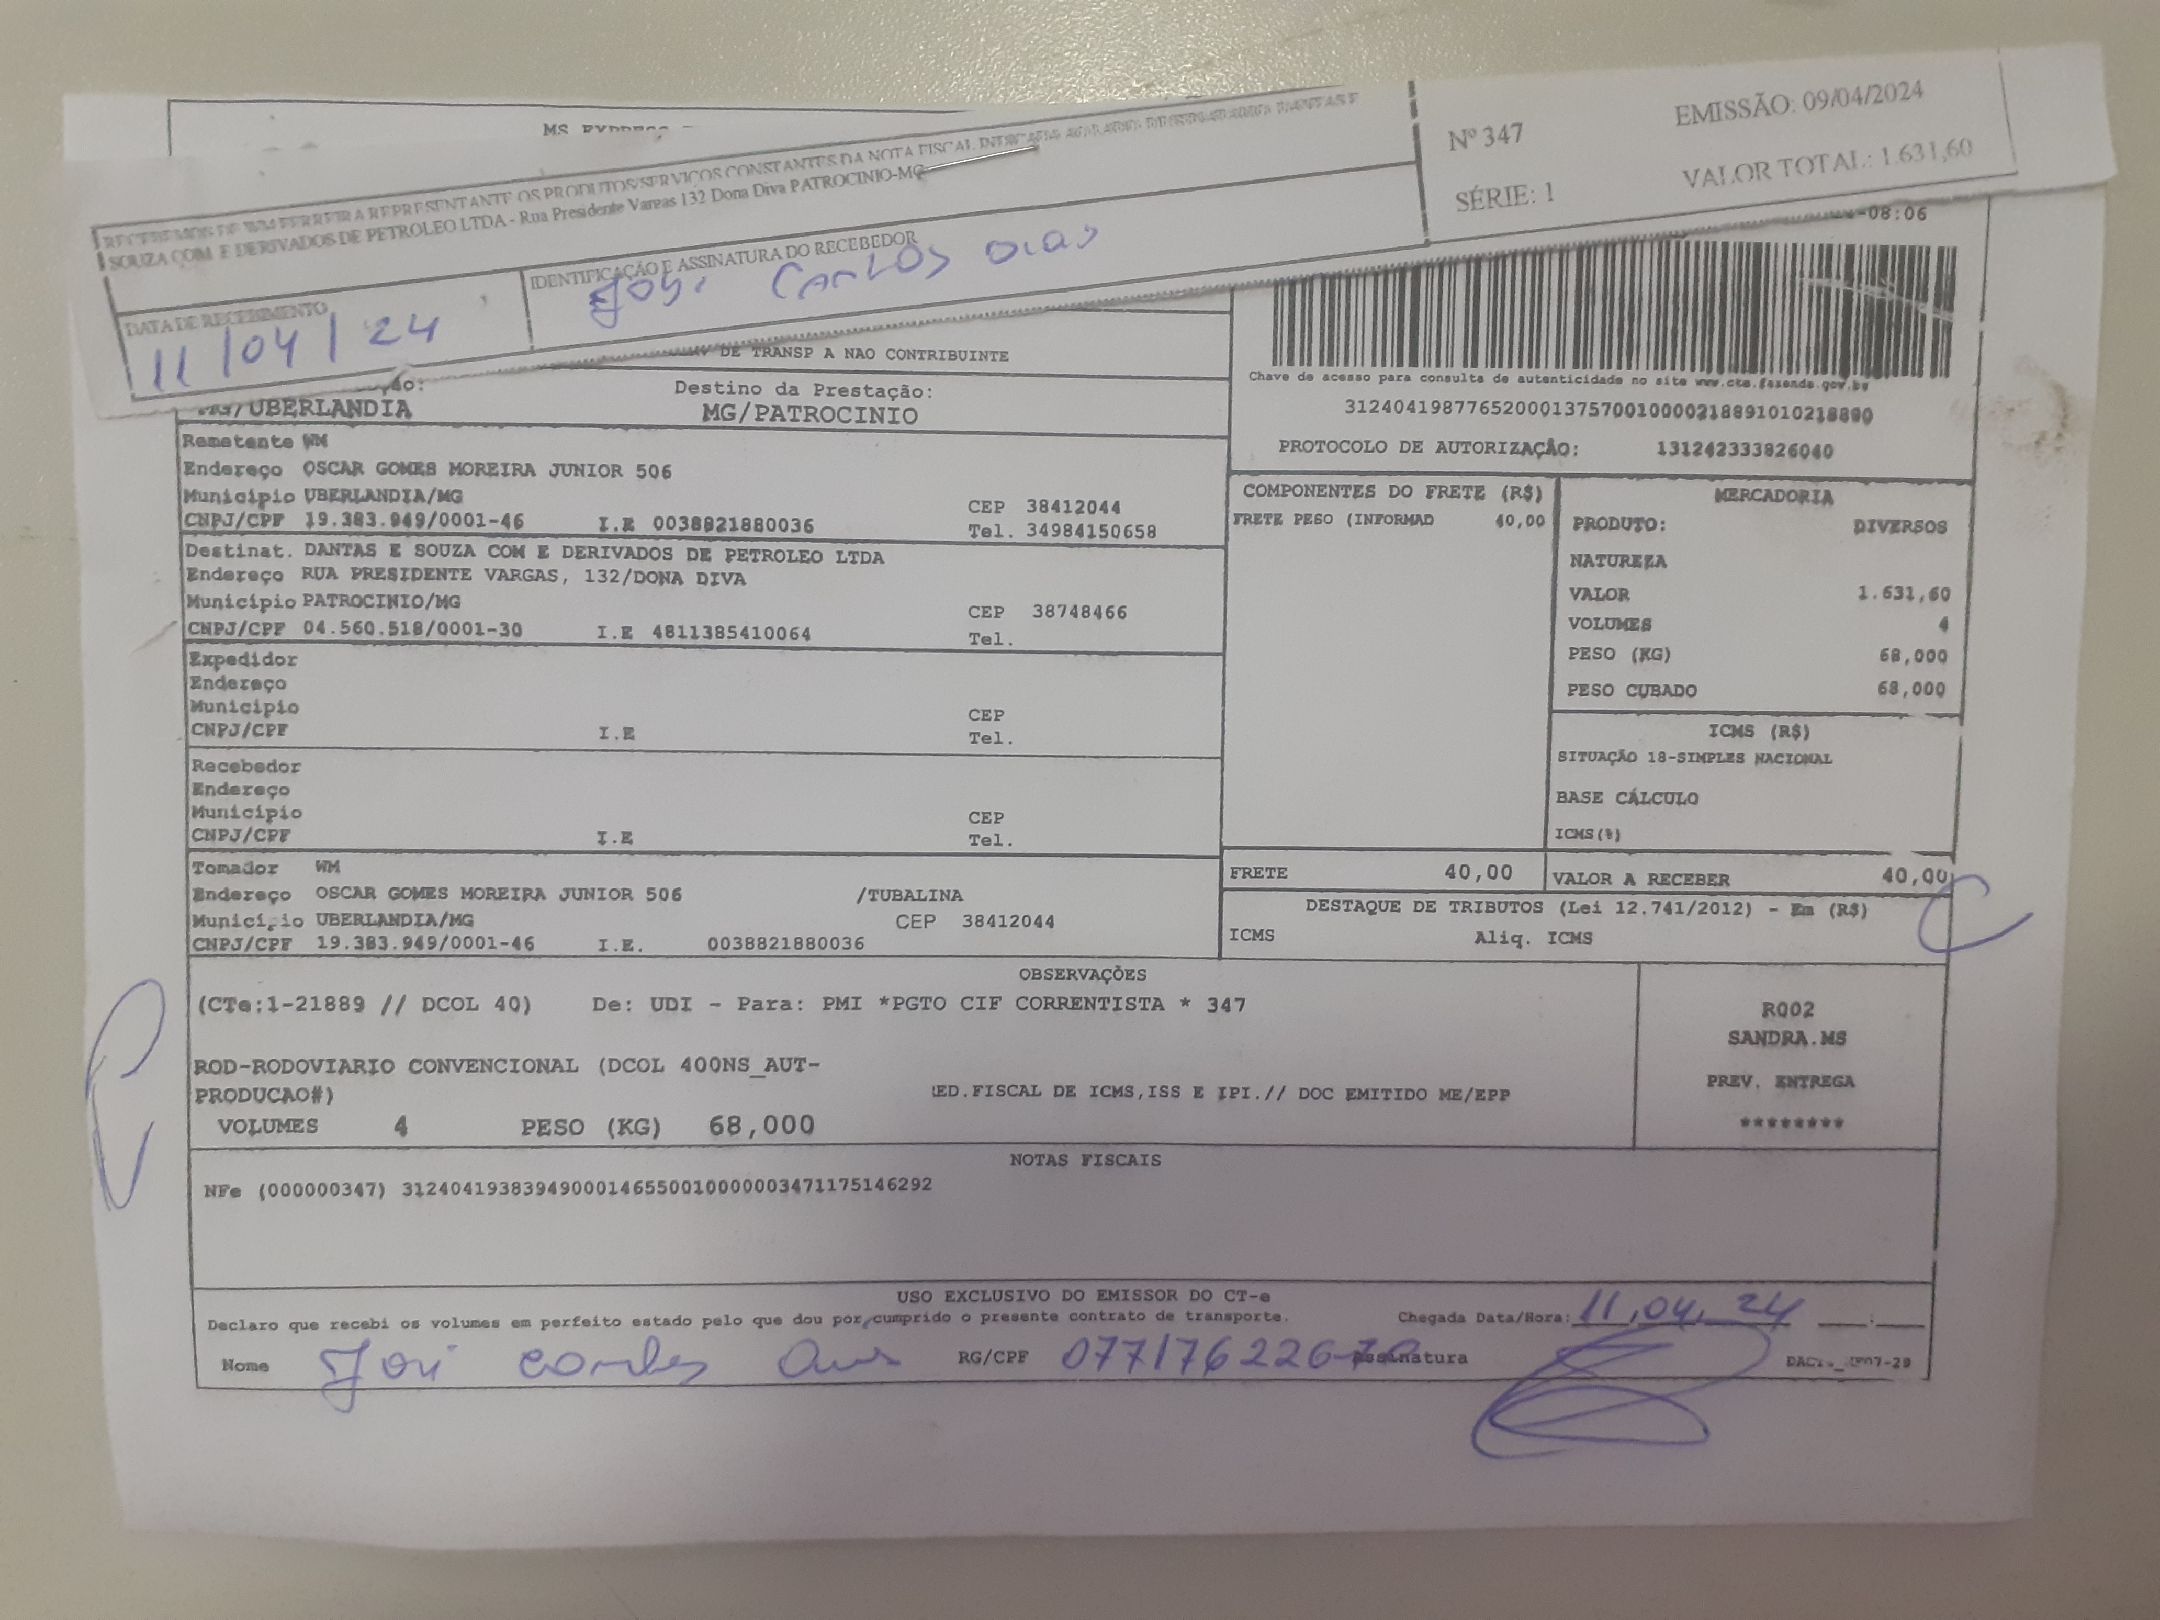 MS EXPRESS -
RECEBEMOS DE WM FERREIRA REPRESENTANTE OS PRODUTOS/SERVIÇOS CONSTANTES DA NOTA FISCAL
SOUZA COM E DERIVADOS DE PETROLEO LTDA - Rua Presidente Vargas 132 Dona Diva PATROCINIO-MG
DATA DE RECEBIMENTO
11/04/24
IDENTIFICAÇÃO E ASSINATURA DO RECEBEDOR
José Carlos Dias
Nº 347
SÉRIE: 1
EMISSÃO: 09/04/2024
VALOR TOTAL: 1.631,60
-08:06
DE TRANSP A NAO CONTRIBUINTE
MG/UBERLANDIA
Destino da Prestação:
MG/PATROCINIO
Chave de acesso para consulta de autenticidade no site www.cte.fazenda.gov.br
31240419877652000137570010000218891010218890
PROTOCOLO DE AUTORIZAÇÃO: 131242333826040
Remetente WM
Endereço OSCAR GOMES MOREIRA JUNIOR 506
Município UBERLANDIA/MG CEP 38412044
CNPJ/CPF 19.383.949/0001-46 I.E 0038821880036 Tel. 34984150658
Destinat. DANTAS E SOUZA COM E DERIVADOS DE PETROLEO LTDA
Endereço RUA PRESIDENTE VARGAS, 132/DONA DIVA
Município PATROCINIO/MG CEP 38748466
CNPJ/CPF 04.560.518/0001-30 I.E 4811385410064 Tel.
Expedidor
Endereço
Município CEP
CNPJ/CPF I.E Tel.
Recebedor
Endereço
Município CEP
CNPJ/CPF I.E Tel.
Tomador WM
Endereço OSCAR GOMES MOREIRA JUNIOR 506 /TUBALINA
Município UBERLANDIA/MG CEP 38412044
CNPJ/CPF 19.383.949/0001-46 I.E. 0038821880036
COMPONENTES DO FRETE (R$)
FRETE PESO (INFORMAD 40,00
MERCADORIA
PRODUTO: DIVERSOS
NATUREZA
VALOR 1.631,60
VOLUMES 4
PESO (KG) 68,000
PESO CUBADO 68,000
ICMS (R$)
SITUAÇÃO 18-SIMPLES NACIONAL
BASE CÁLCULO
ICMS(%)
FRETE 40,00
VALOR A RECEBER 40,00
DESTAQUE DE TRIBUTOS (Lei 12.741/2012) - Em (R$)
ICMS Aliq. ICMS
OBSERVAÇÕES
(CTe:1-21889 // DCOL 40) De: UDI - Para: PMI *PGTO CIF CORRENTISTA * 347
ROD-RODOVIARIO CONVENCIONAL (DCOL 400NS_AUT-
PRODUCAO#) ED.FISCAL DE ICMS,ISS E IPI.// DOC EMITIDO ME/EPP
VOLUMES 4 PESO (KG) 68,000
R002
SANDRA.MS
PREV. ENTREGA
********
NOTAS FISCAIS
NFe (000000347) 31240419383949000146550010000003471175146292
USO EXCLUSIVO DO EMISSOR DO CT-e
Declaro que recebi os volumes em perfeito estado pelo que dou por cumprido o presente contrato de transporte.
Chegada Data/Hora: 11,04,24 __:__
Nome José Carlos Dias RG/CPF 077176226 Assinatura